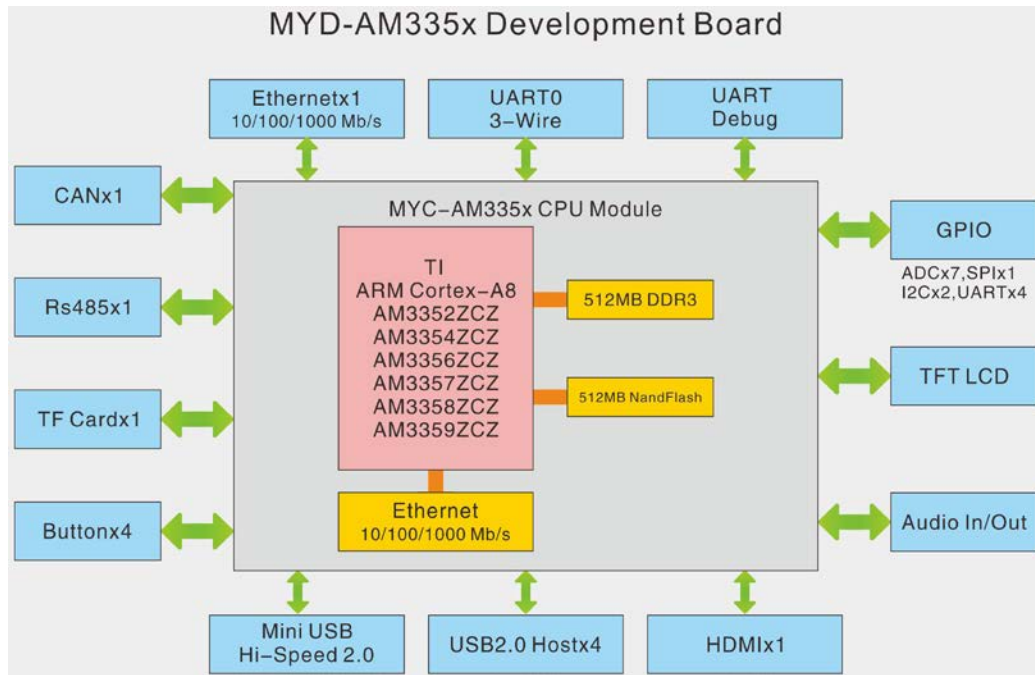 MYD-AM335x Development Board
Ethernetx1
10/100/1000 Mb/s
UART0
3-Wire
UART
Debug
CANx1
Rs485x1
TF Cardx1
Buttonx4
MYC-AM335x CPU Module
TI
ARM Cortex-A8
AM3352ZCZ
AM3354ZCZ
AM3356ZCZ
AM3357ZCZ
AM3358ZCZ
AM3359ZCZ
512MB DDR3
512MB NandFlash
Ethernet
10/100/1000 Mb/s
GPIO
ADCx7,SPIx1
I2Cx2,UARTx4
TFT LCD
Audio In/Out
Mini USB
Hi-Speed 2.0
USB2.0 Hostx4
HDMIx1